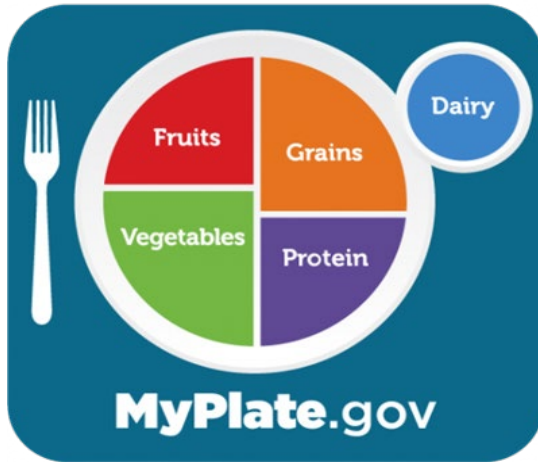 Fruits
Grains
Dairy
Vegetables
Protein
MyPlate.gov